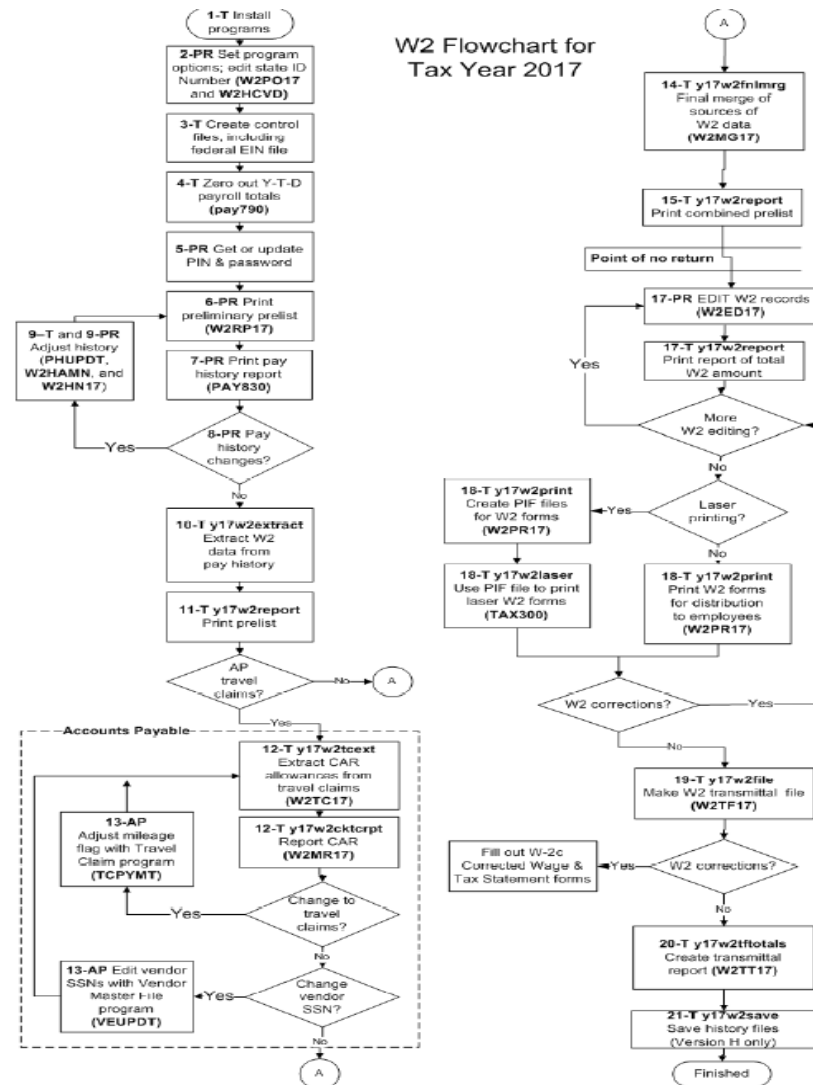 W2 Flowchart for
Tax Year 2017
1-T Install
programs
2-PR Set program
options; edit state ID
Number (W2PO17
and W2HCVD)
3-T Create control
files, including
federal EIN file
4-T Zero out Y-T-D
payroll totals
(pay790)
5-PR Get or update
PIN & password
6-PR Print
preliminary prelist
(W2RP17)
9–T and 9-PR
Adjust history
(PHUPDT,
W2HAMN, and
W2HN17)
7-PR Print pay
history report
(PAY830)
8-PR Pay
history
changes?
Yes
No
10-T y17w2extract
Extract W2
data from
pay history
11-T y17w2report
Print prelist
AP
travel
claims?
No
A
Yes
Accounts Payable
12-T y17w2tcext
Extract CAR
allowances from
travel claims
(W2TC17)
12-T y17w2cktcrpt
Report CAR
(W2MR17)
13-AP
Adjust mileage
flag with Travel
Claim program
(TCPYMT)
Change to
travel
claims?
Yes
No
13-AP Edit vendor
SSNs with Vendor
Master File
program
(VEUPDT)
Yes
Change
vendor
SSN?
No
A
A
14-T y17w2fnlmrg
Final merge of
sources of
W2 data
(W2MG17)
15-T y17w2report
Print combined prelist
Point of no return
17-PR EDIT W2 records
(W2ED17)
Yes
17-T y17w2report
Print report of total
W2 amount
More
W2 editing?
No
18-T y17w2print
Create PIF files
for W2 forms
(W2PR17)
Yes
Laser
printing?
No
18-T y17w2laser
Use PIF file to print
laser W2 forms
(TAX300)
18-T y17w2print
Print W2 forms
for distribution
to employees
(W2PR17)
W2 corrections?
Yes
No
19-T y17w2file
Make W2 transmittal file
(W2TF17)
Fill out W-2c
Corrected Wage &
Tax Statement forms
Yes
W2 corrections?
No
20-T y17w2tftotals
Create transmittal
report (W2TT17)
21-T y17w2save
Save history files
(Version H only)
Finished